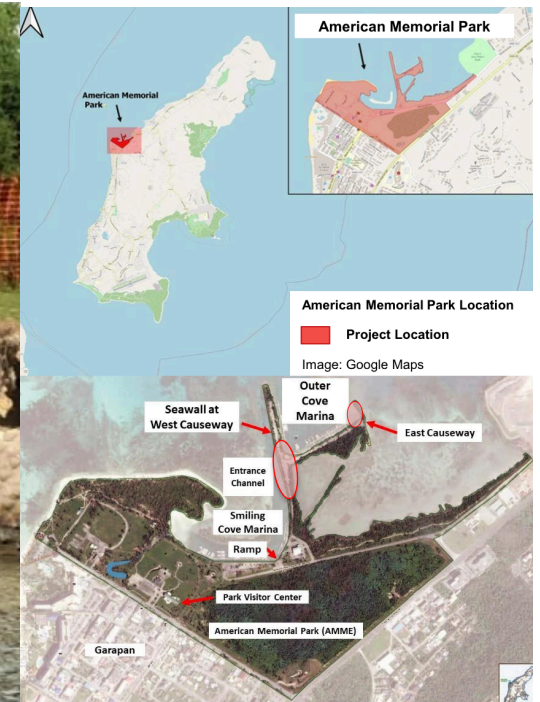 American Memorial Park
American Memorial
Park
American Memorial Park Location
Project Location
Image: Google Maps
Outer
Cove
Marina
Seawall at
West Causeway
East Causeway
Entrance
Channel
Smiling
Cove Marina
Ramp
Park Visitor Center
American Memorial Park (AMME)
Garapan